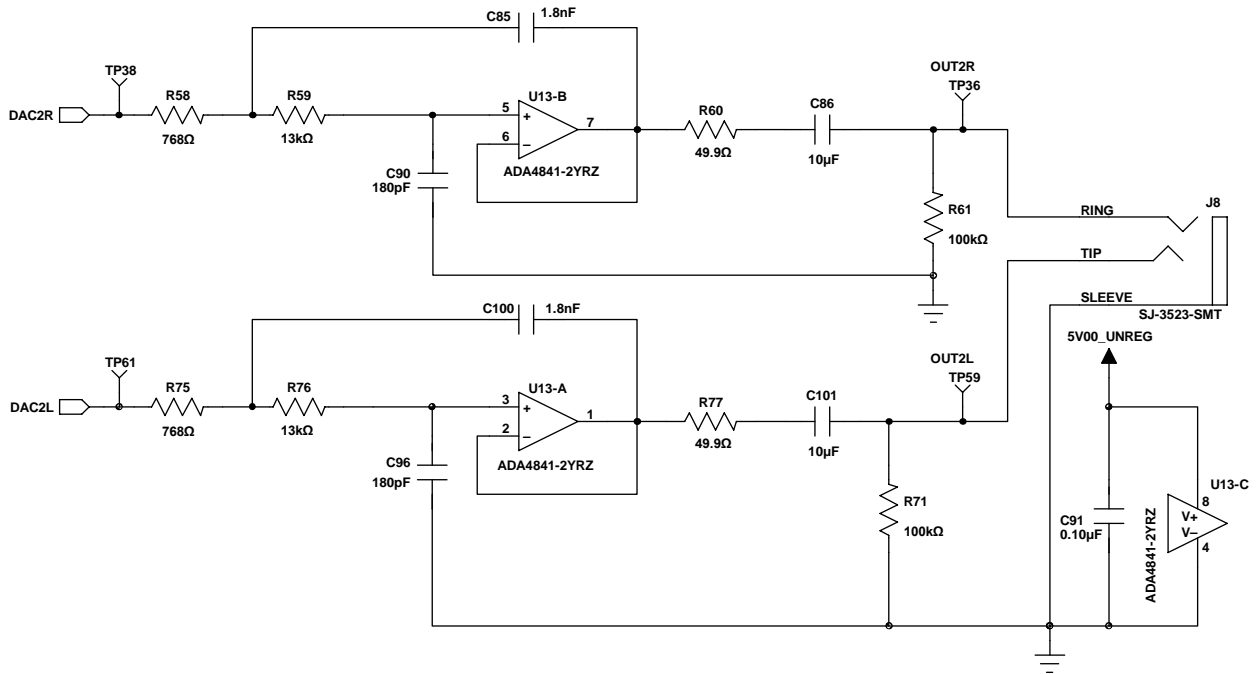 C85
1.8nF
TP38
DAC2R
R58
768Ω
R59
13kΩ
U13-B
5
+
6
–
7
ADA4841-2YRZ
C90
180pF
R60
49.9Ω
C86
10µF
OUT2R
TP36
R61
100kΩ
RING
J8
TIP
SLEEVE
SJ-3523-SMT
C100
1.8nF
TP61
DAC2L
R75
768Ω
R76
13kΩ
U13-A
3
+
2
–
1
ADA4841-2YRZ
C96
180pF
R77
49.9Ω
C101
10µF
OUT2L
TP59
R71
100kΩ
5V00_UNREG
C91
0.10µF
ADA4841-2YRZ
U13-C
8
V+
V–
4